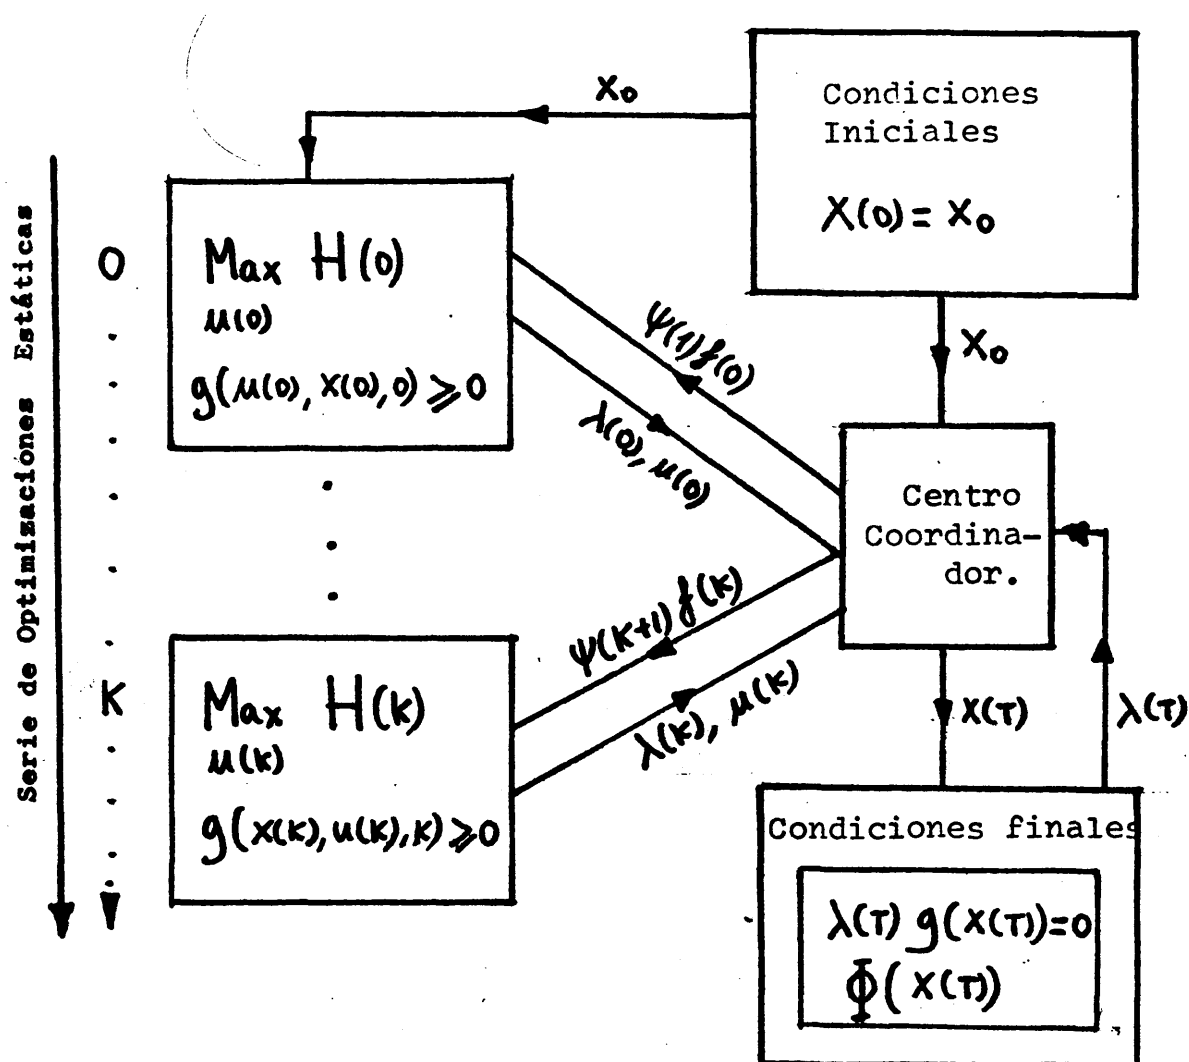 Condiciones
Iniciales
X(0) = X₀
X₀
X₀
Serie de Optimizaciones Estáticas
0
K
Max H(0)
u(0)
g(u(0), X(0), 0) ⩾ 0
ψ(1) f(0)
λ(0), u(0)
Centro
Coordina-
dor.
ψ(K+1) f(K)
λ(K), u(K)
Max H(K)
u(K)
g(X(K), u(K), K) ⩾ 0
X(T)
λ(T)
Condiciones finales
λ(T) g(X(T))=0
Φ(X(T))